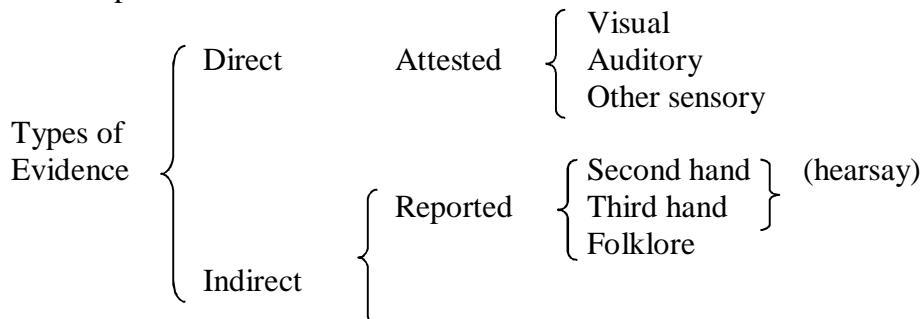 Visual
Direct Attested Auditory
Other sensory
Types of
Evidence Second hand (hearsay)
Reported Third hand
Folklore
Indirect